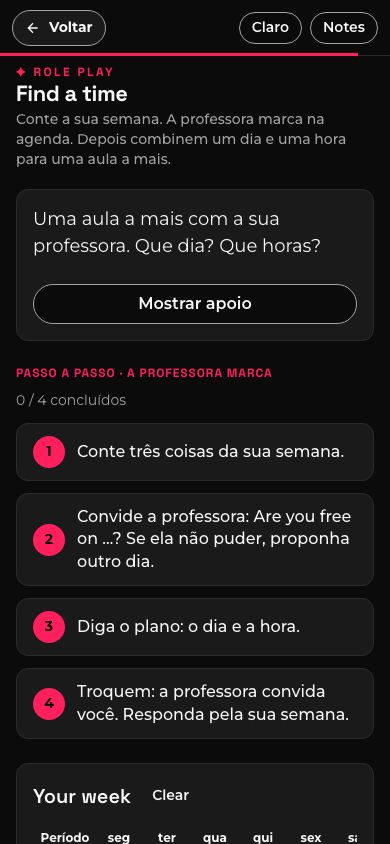 ← Voltar
Claro
Notes
✦ ROLE PLAY
Find a time
Conte a sua semana. A professora marca na
agenda. Depois combinem um dia e uma hora
para uma aula a mais.
Uma aula a mais com a sua
professora. Que dia? Que horas?
Mostrar apoio
PASSO A PASSO · A PROFESSORA MARCA
0 / 4 concluídos
1 Conte três coisas da sua semana.
2 Convide a professora: Are you free
on ...? Se ela não puder, proponha
outro dia.
3 Diga o plano: o dia e a hora.
4 Troquem: a professora convida
você. Responda pela sua semana.
Your week Clear
Período seg ter qua qui sex